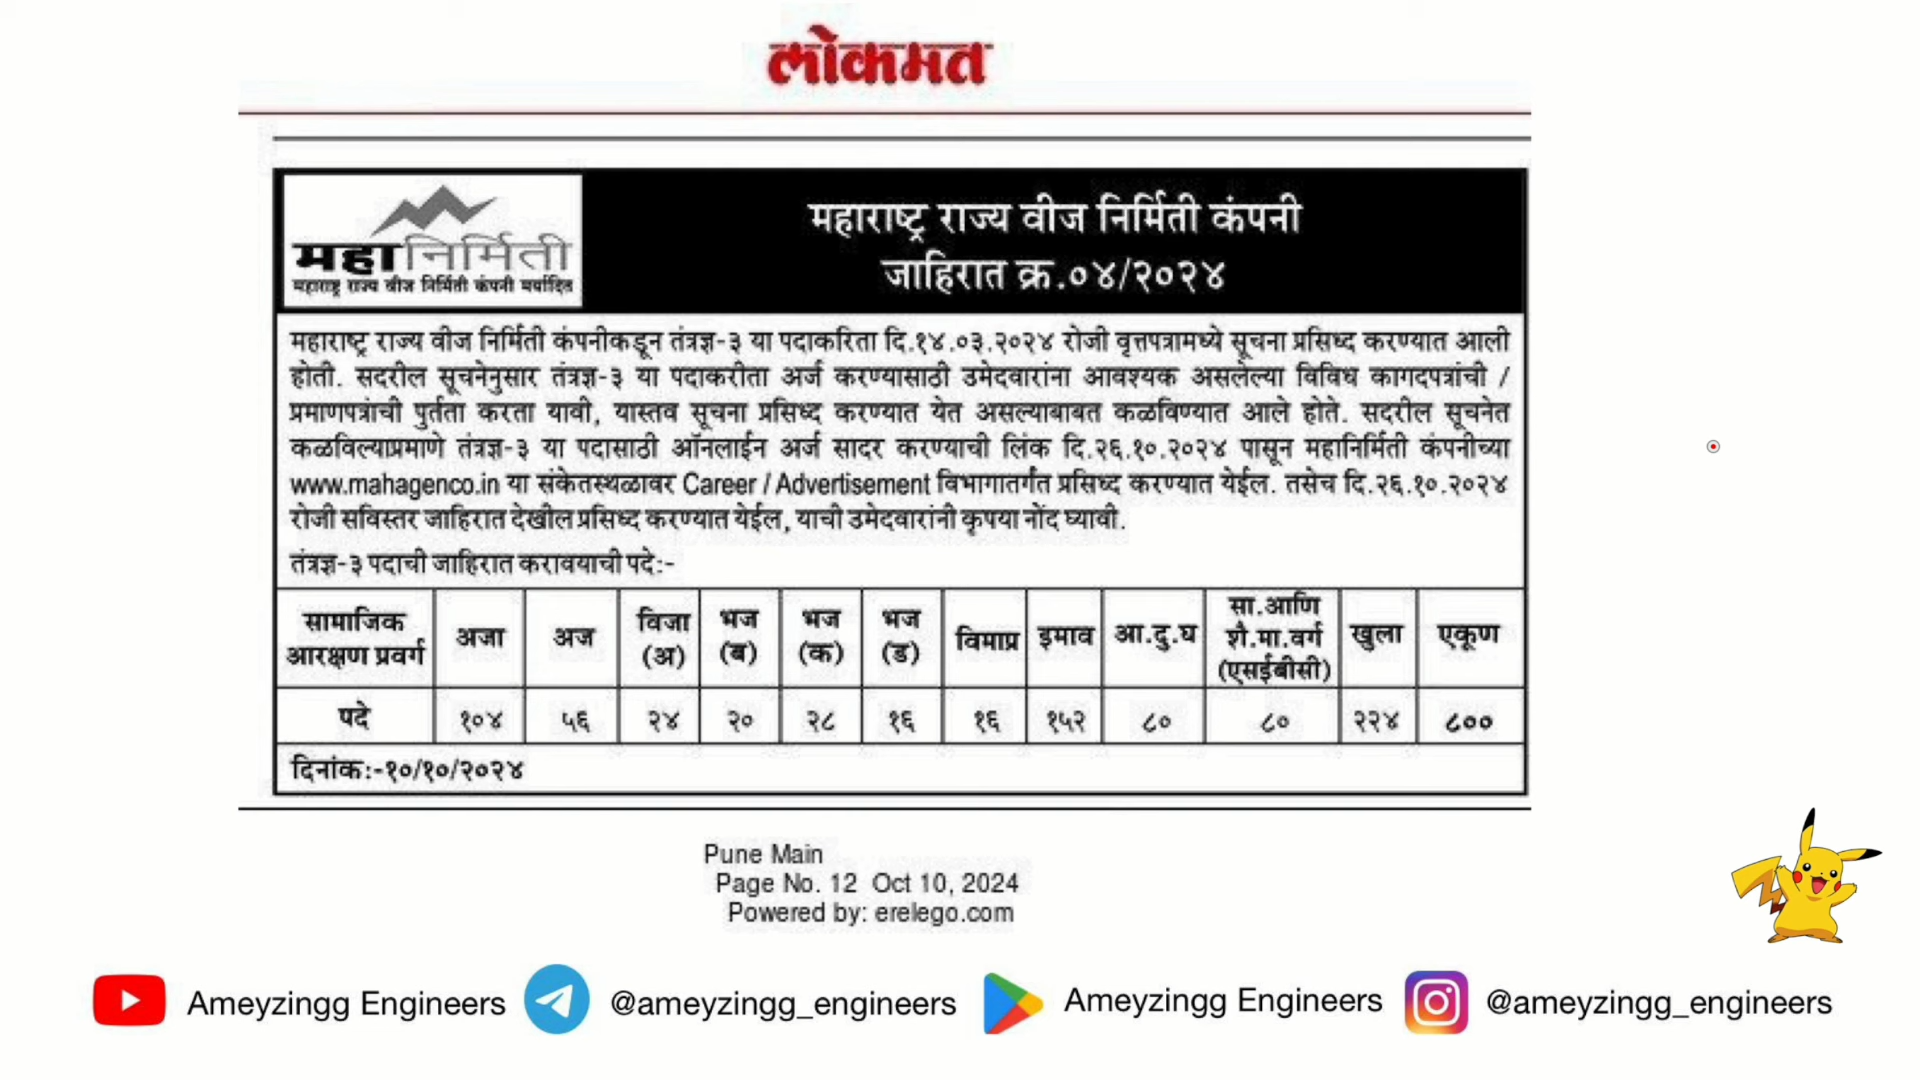 लोकमत
महानिर्मिती
महाराष्ट्र राज्य वीज निर्मिती कंपनी मर्यादित
महाराष्ट्र राज्य वीज निर्मिती कंपनी
जाहिरात क्र.०४/२०२४
महाराष्ट्र राज्य वीज निर्मिती कंपनीकडून तंत्रज्ञ-३ या पदाकरिता दि.१४.०३.२०२४ रोजी वृत्तपत्रामध्ये सूचना प्रसिध्द करण्यात आली
होती. सदरील सूचनेनुसार तंत्रज्ञ-३ या पदाकरीता अर्ज करण्यासाठी उमेदवारांना आवश्यक असलेल्या विविध कागदपत्रांची /
प्रमाणपत्रांची पुर्तता करता यावी, यास्तव सूचना प्रसिध्द करण्यात येत असल्याबाबत कळविण्यात आले होते. सदरील सूचनेत
कळविल्याप्रमाणे तंत्रज्ञ-३ या पदासाठी ऑनलाईन अर्ज सादर करण्याची लिंक दि.२६.१०.२०२४ पासून महानिर्मिती कंपनीच्या
www.mahagenco.in या संकेतस्थळावर Career / Advertisement विभागातर्गंत प्रसिध्द करण्यात येईल. तसेच दि.२६.१०.२०२४
रोजी सविस्तर जाहिरात देखील प्रसिध्द करण्यात येईल, याची उमेदवारांनी कृपया नोंद घ्यावी.
तंत्रज्ञ-३ पदाची जाहिरात करावयाची पदे:-
सामाजिक आरक्षण प्रवर्ग अजा अज विजा (अ) भज (ब) भज (क) भज (ड) विमाप्र इमाव आ.दु.घ सा.आणि शै.मा.वर्ग (एसईबीसी) खुला एकूण
पदे १०४ ५६ २४ २० २८ १६ १६ १५२ ८० ८० २२४ ८००
दिनांक:-१०/१०/२०२४
Pune Main
Page No. 12 Oct 10, 2024
Powered by: erelego.com
Ameyzingg Engineers @ameyzingg_engineers Ameyzingg Engineers @ameyzingg_engineers